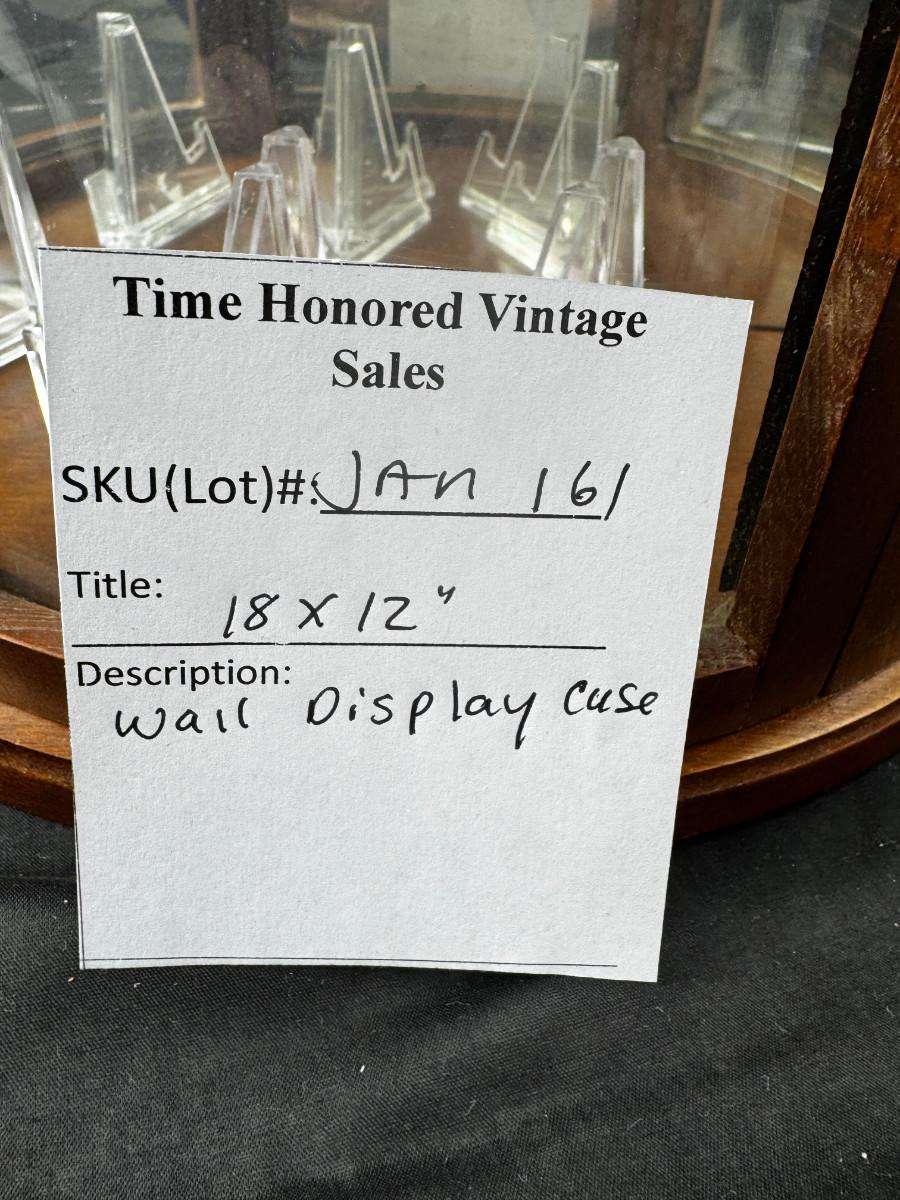 Time Honored Vintage
Sales
SKU(Lot)#: JAN 161
Title: 18 X 12"
Description:
Wall Display Case